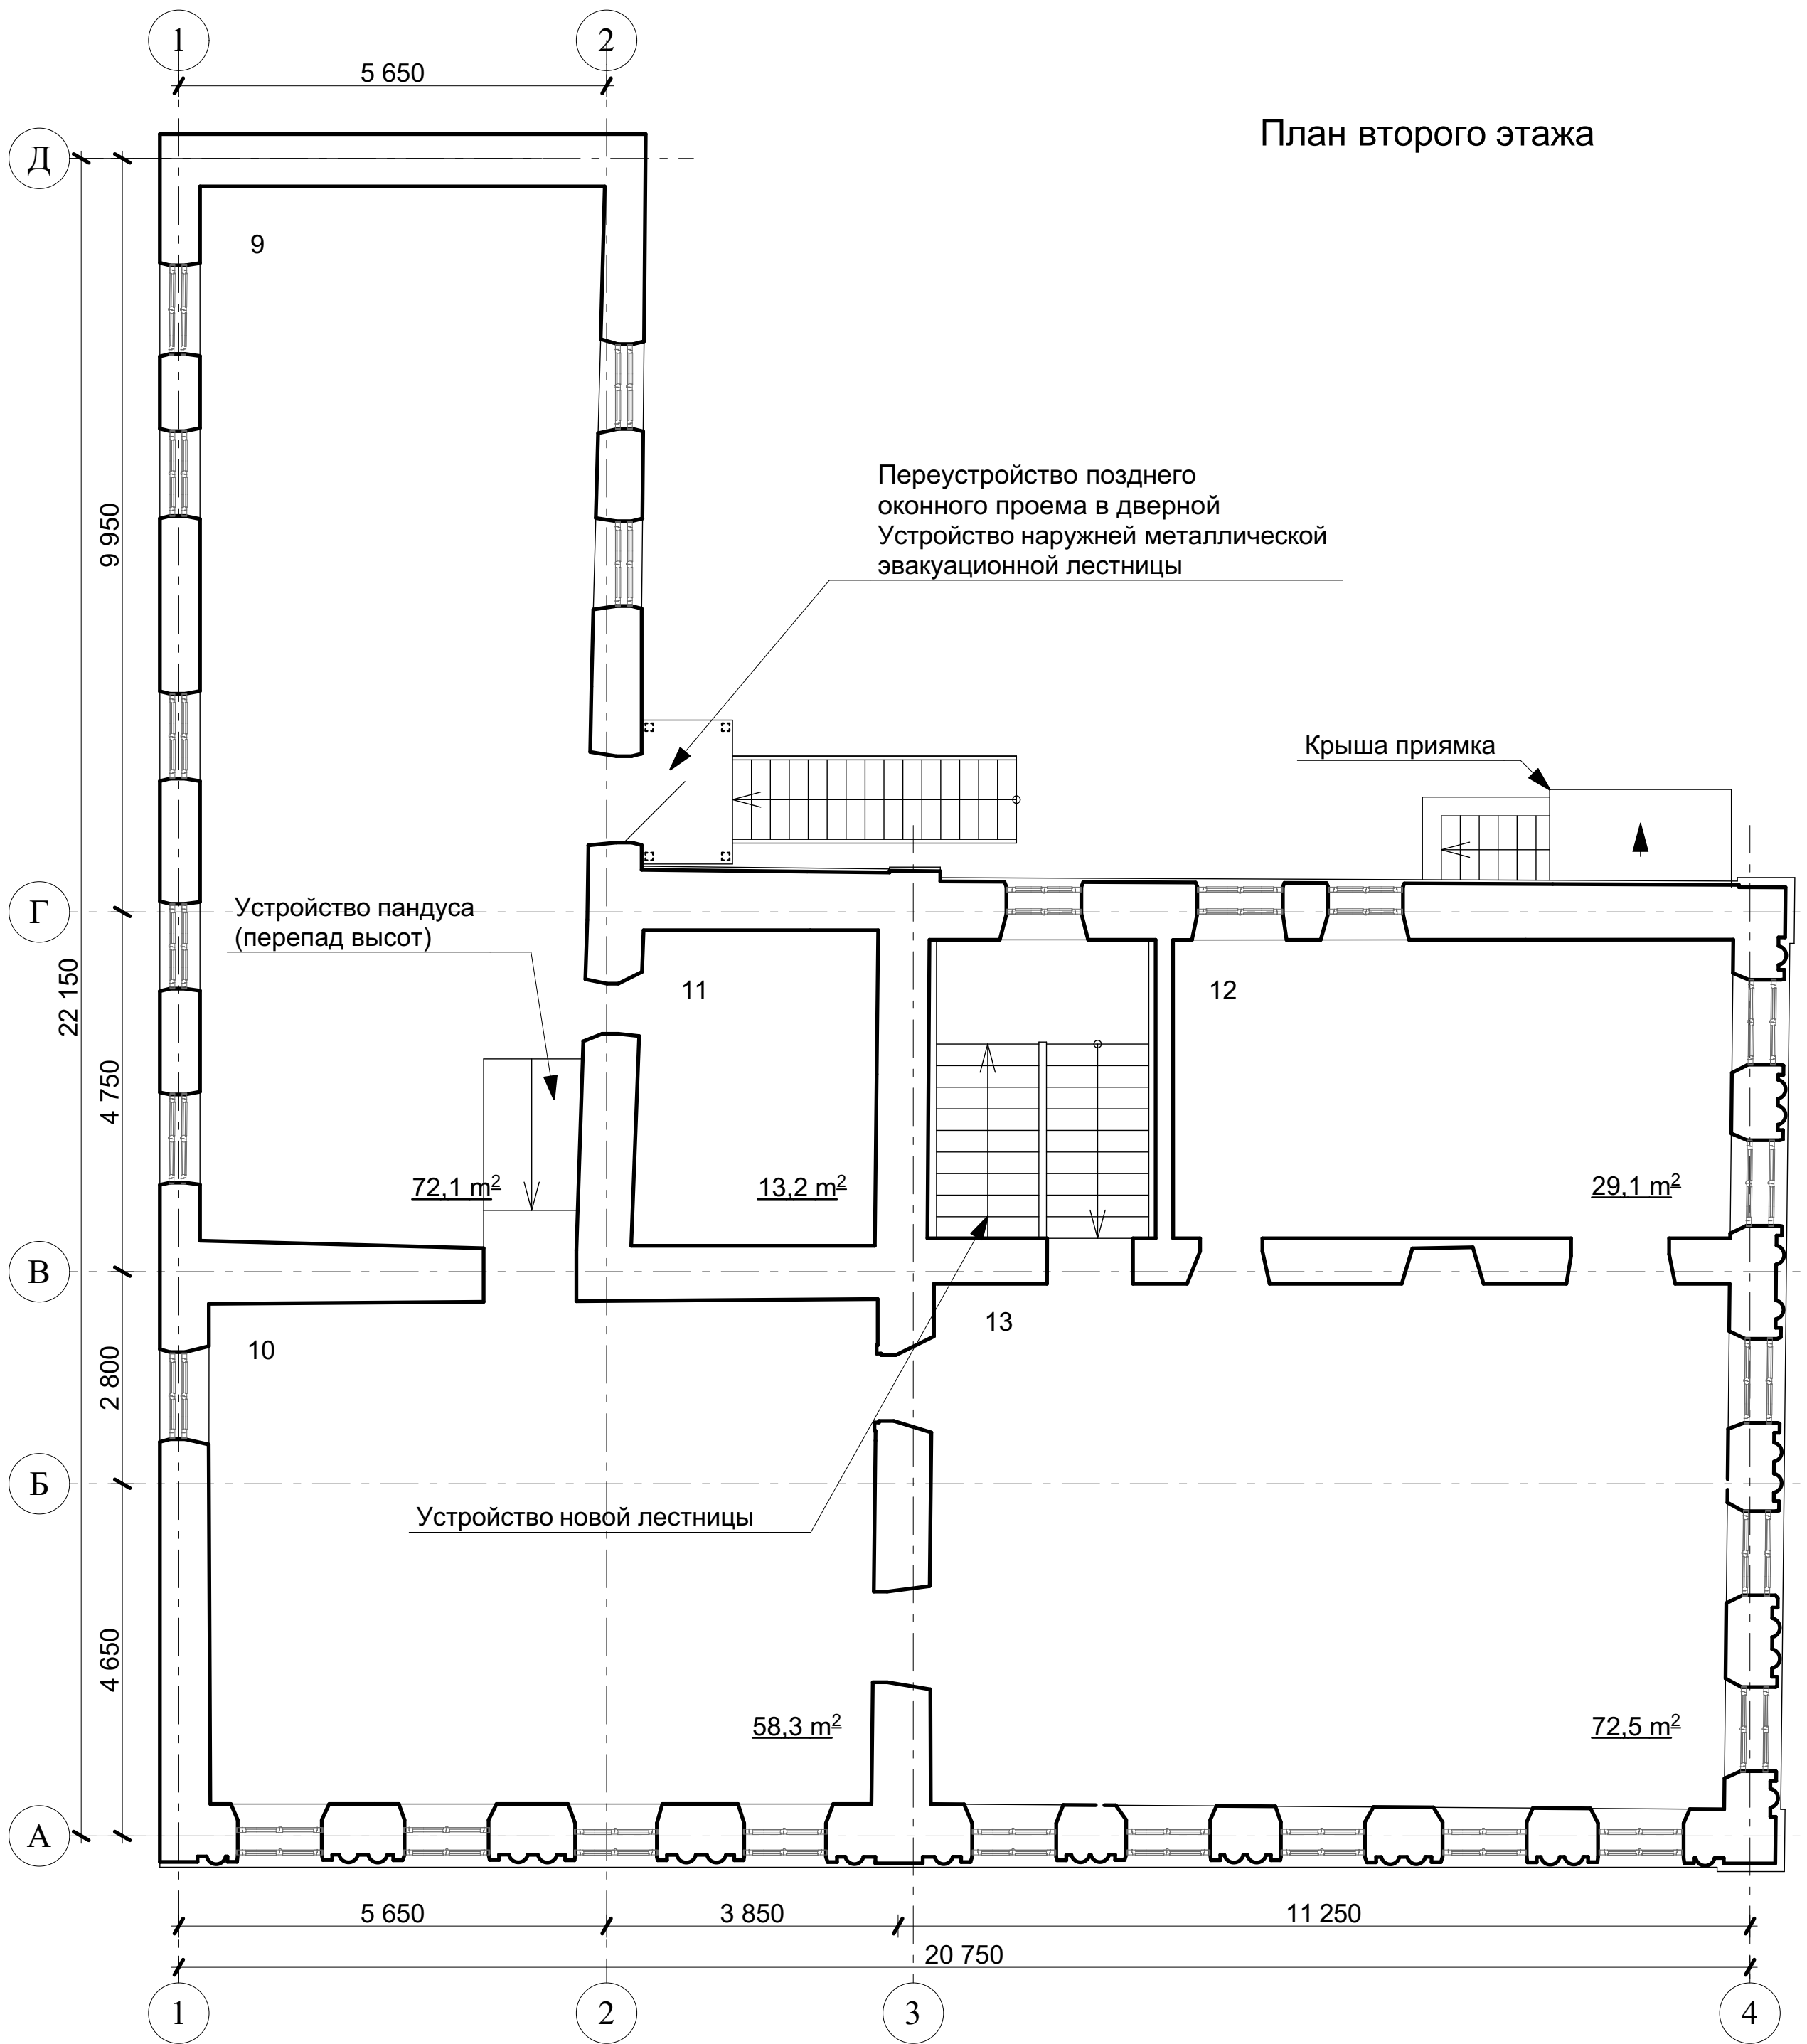 1
2
5 650
План второго этажа
Д
9
Переустройство позднего
оконного проема в дверной
Устройство наружней металлической
эвакуационной лестницы
9 950
Крыша приямка
Г
Устройство пандуса
(перепад высот)
22 150
11
12
4 750
72,1 m²
13,2 m²
29,1 m²
В
13
10
2 800
Б
Устройство новой лестницы
4 650
58,3 m²
72,5 m²
А
5 650
3 850
11 250
20 750
1
2
3
4